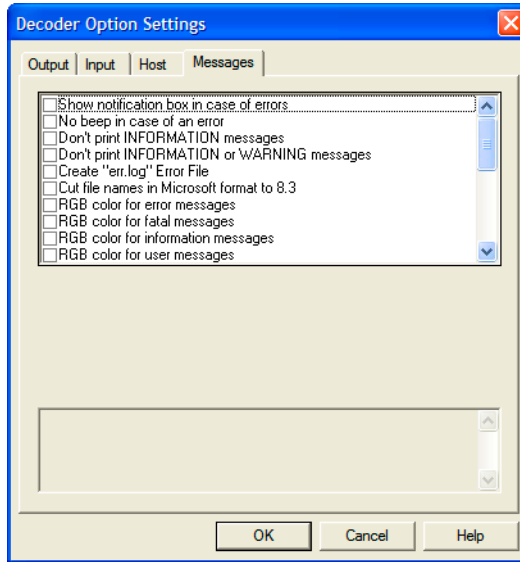 Decoder Option Settings
Output Input Host Messages
Show notification box in case of errors
No beep in case of an error
Don't print INFORMATION messages
Don't print INFORMATION or WARNING messages
Create "err.log" Error File
Cut file names in Microsoft format to 8.3
RGB color for error messages
RGB color for fatal messages
RGB color for information messages
RGB color for user messages
OK Cancel Help